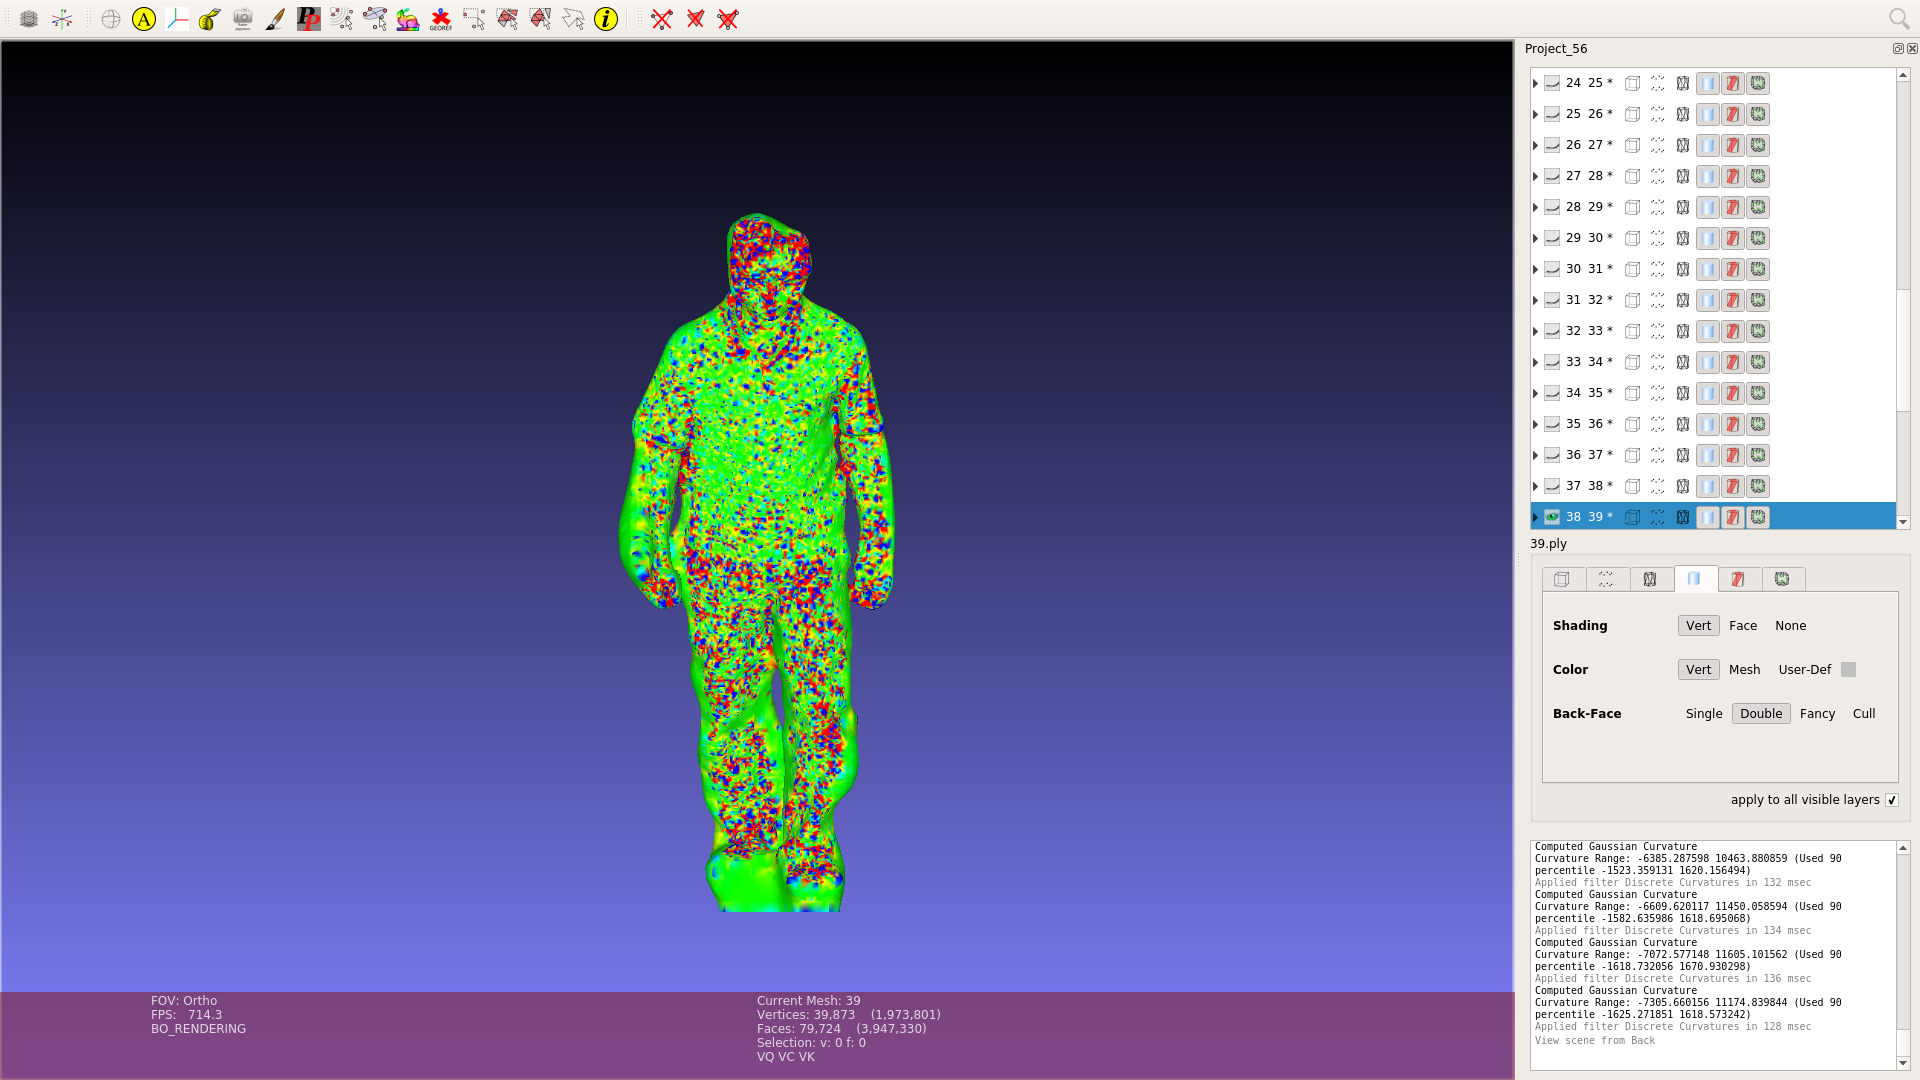 A
PP
GEOREF
i
Project_56
24 25 *
25 26 *
26 27 *
27 28 *
28 29 *
29 30 *
30 31 *
31 32 *
32 33 *
33 34 *
34 35 *
35 36 *
36 37 *
37 38 *
38 39 *
39.ply
Shading Vert Face None
Color Vert Mesh User-Def
Back-Face Single Double Fancy Cull
apply to all visible layers
Computed Gaussian Curvature
Curvature Range: -6385.287598 10463.880859 (Used 90
percentile -1523.359131 1620.156494)
Applied filter Discrete Curvatures in 132 msec
Computed Gaussian Curvature
Curvature Range: -6609.620117 11450.058594 (Used 90
percentile -1582.635986 1618.695068)
Applied filter Discrete Curvatures in 134 msec
Computed Gaussian Curvature
Curvature Range: -7072.577148 11605.101562 (Used 90
percentile -1618.732056 1670.930298)
Applied filter Discrete Curvatures in 136 msec
Computed Gaussian Curvature
Curvature Range: -7305.660156 11174.839844 (Used 90
percentile -1625.271851 1618.573242)
Applied filter Discrete Curvatures in 128 msec
View scene from Back
FOV: Ortho
FPS: 714.3
BO_RENDERING
Current Mesh: 39
Vertices: 39,873 (1,973,801)
Faces: 79,724 (3,947,330)
Selection: v: 0 f: 0
VQ VC VK